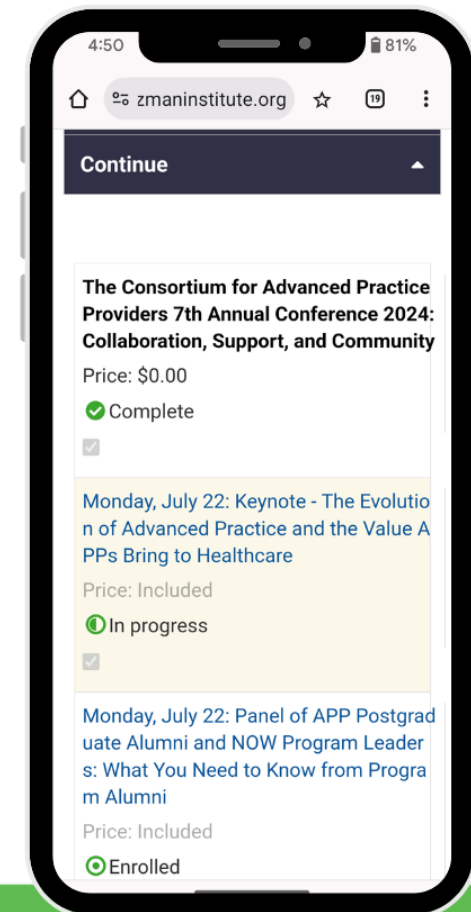 4:50
81%
zmaninstitute.org
19
Continue
The Consortium for Advanced Practice
Providers 7th Annual Conference 2024:
Collaboration, Support, and Community
Price: $0.00
Complete
Monday, July 22: Keynote - The Evolutio
n of Advanced Practice and the Value A
PPs Bring to Healthcare
Price: Included
In progress
Monday, July 22: Panel of APP Postgrad
uate Alumni and NOW Program Leader
s: What You Need to Know from Progra
m Alumni
Price: Included
Enrolled